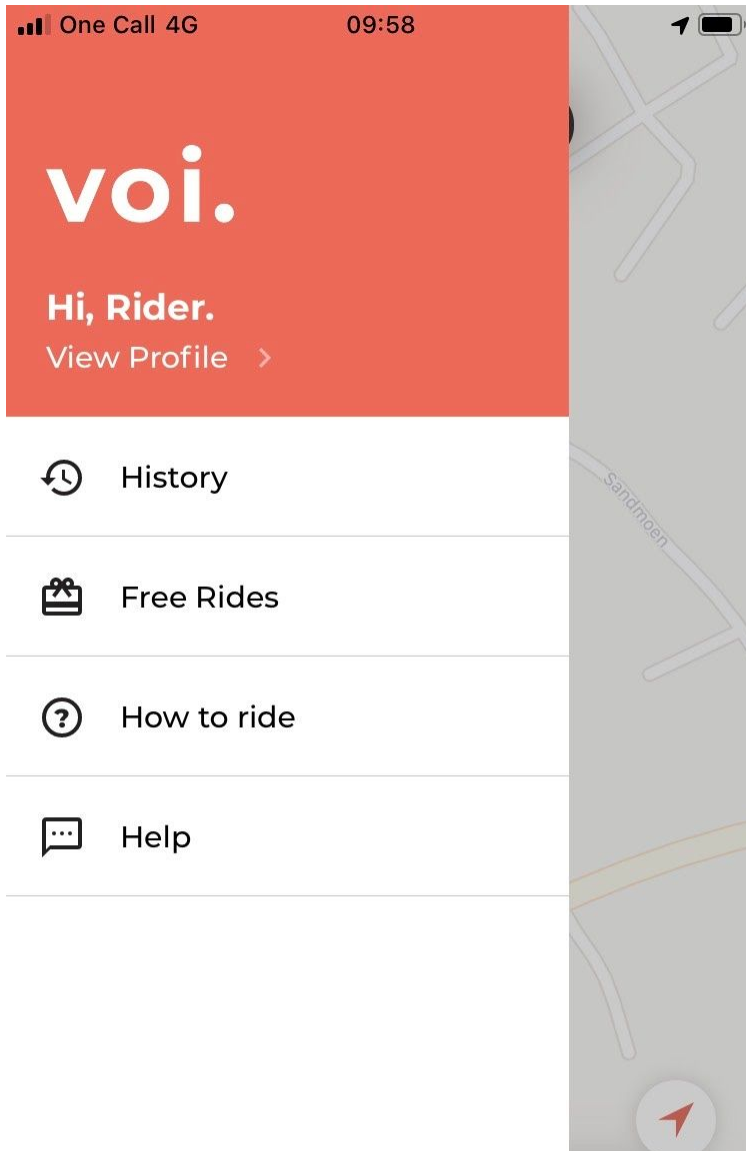 One Call 4G 09:58
voi.
Hi, Rider.
View Profile
History
Free Rides
How to ride
Help
Sandmoen